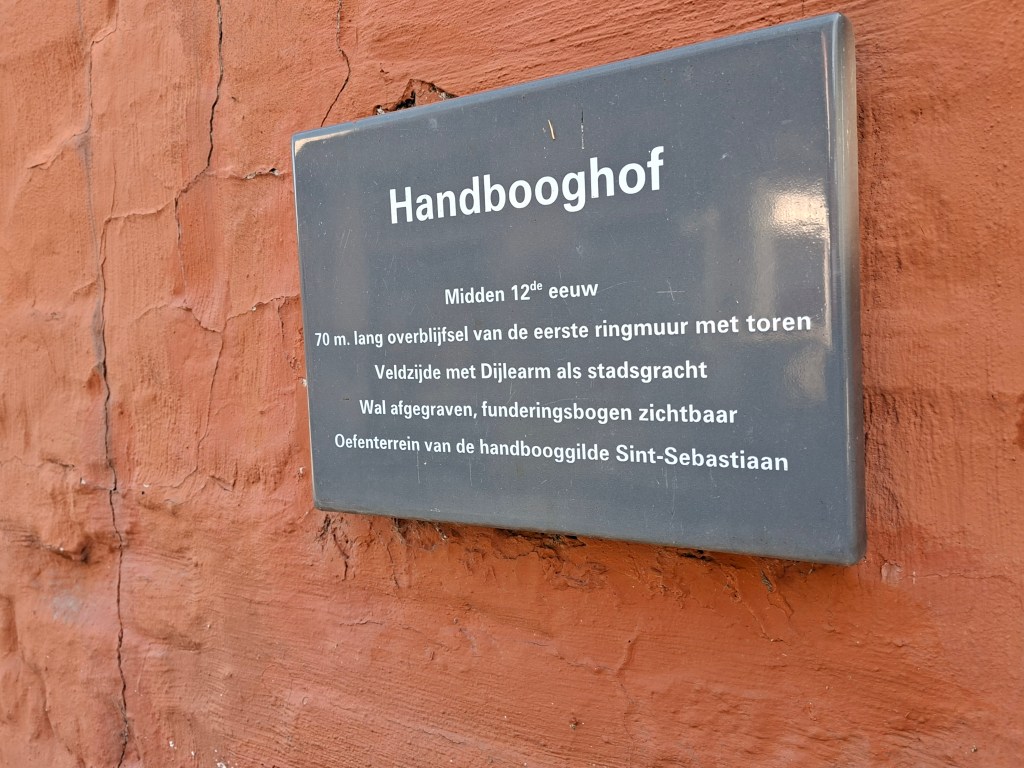 Handbooghof
Midden 12de eeuw
70 m. lang overblijfsel van de eerste ringmuur met toren
Veldzijde met Dijlearm als stadsgracht
Wal afgegraven, funderingsbogen zichtbaar
Oefenterrein van de handbooggilde Sint-Sebastiaan